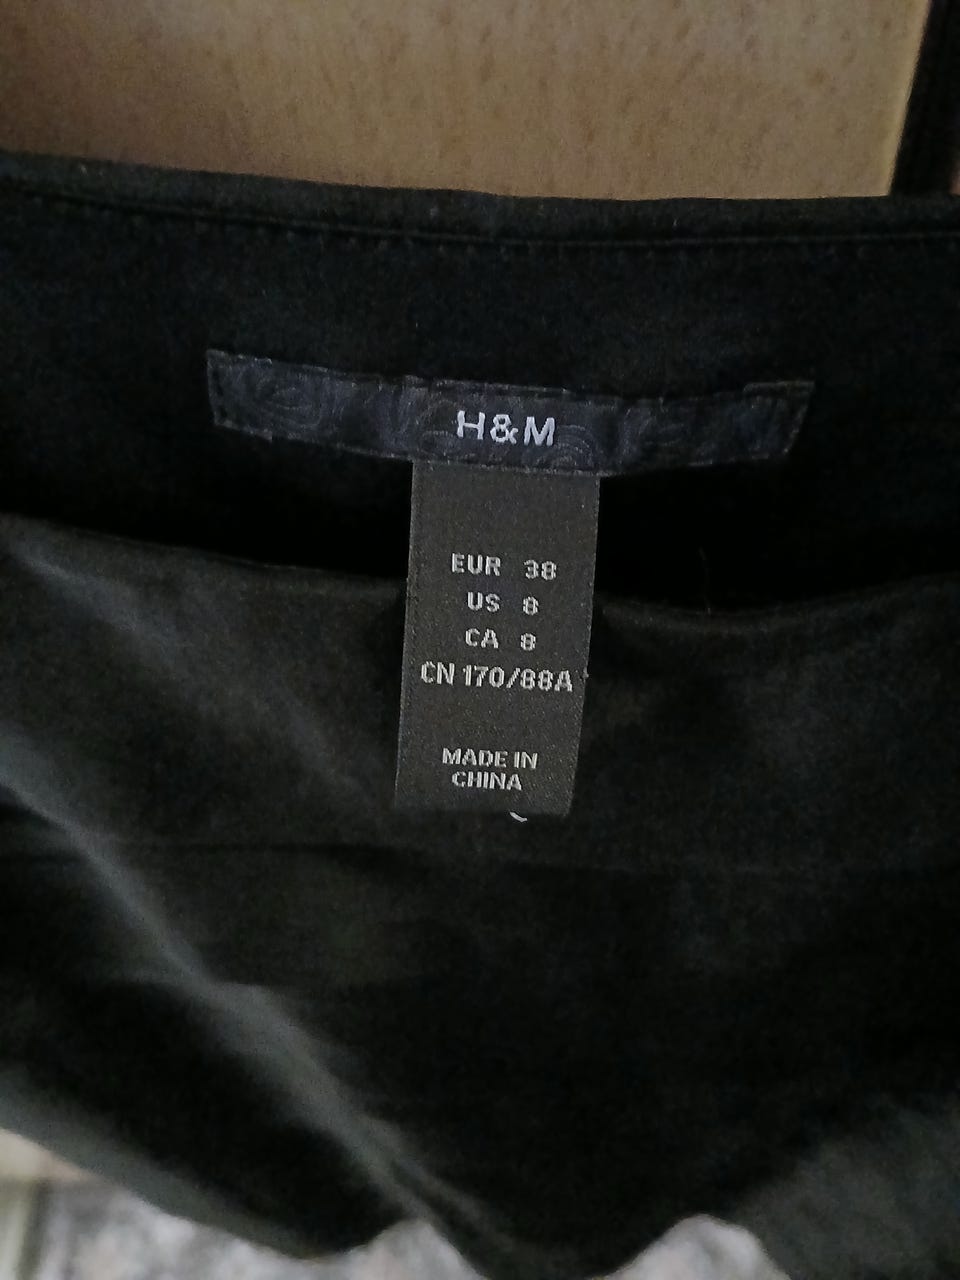 H&M
EUR 38
US 8
CA 8
CN 170/88A
MADE IN
CHINA